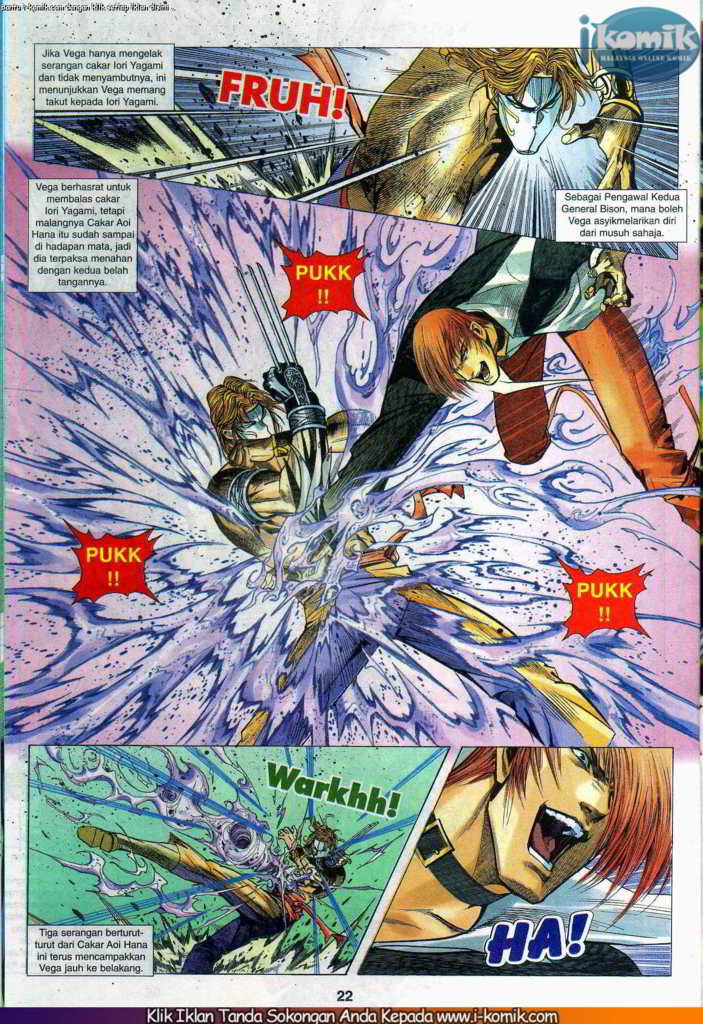 i komik
MALAYSIA ONLINE KOMIK
Jika Vega hanya mengelak
serangan cakar Iori Yagami
dan tidak menyambutnya, ini
menunjukkan Vega memang
takut kepada Iori Yagami.
FRUH!
Sebagai Pengawal Kedua
General Bison, mana boleh
Vega asyikmelarikan diri
dari musuh sahaja.
Vega berhasrat untuk
membalas cakar
Iori Yagami, tetapi
malangnya Cakar Aoi
Hana itu sudah sampai
di hadapan mata, jadi
dia terpaksa menahan
dengan kedua belah
tangannya.
PUKK
!!
PUKK
!!
PUKK
!!
Warkhh!
Tiga serangan berturut-
turut dari Cakar Aoi Hana
ini terus mencampakkan
Vega jauh ke belakang.
HA!
22
Klik Iklan Tanda Sokongan Anda Kepada www.i-komik.com